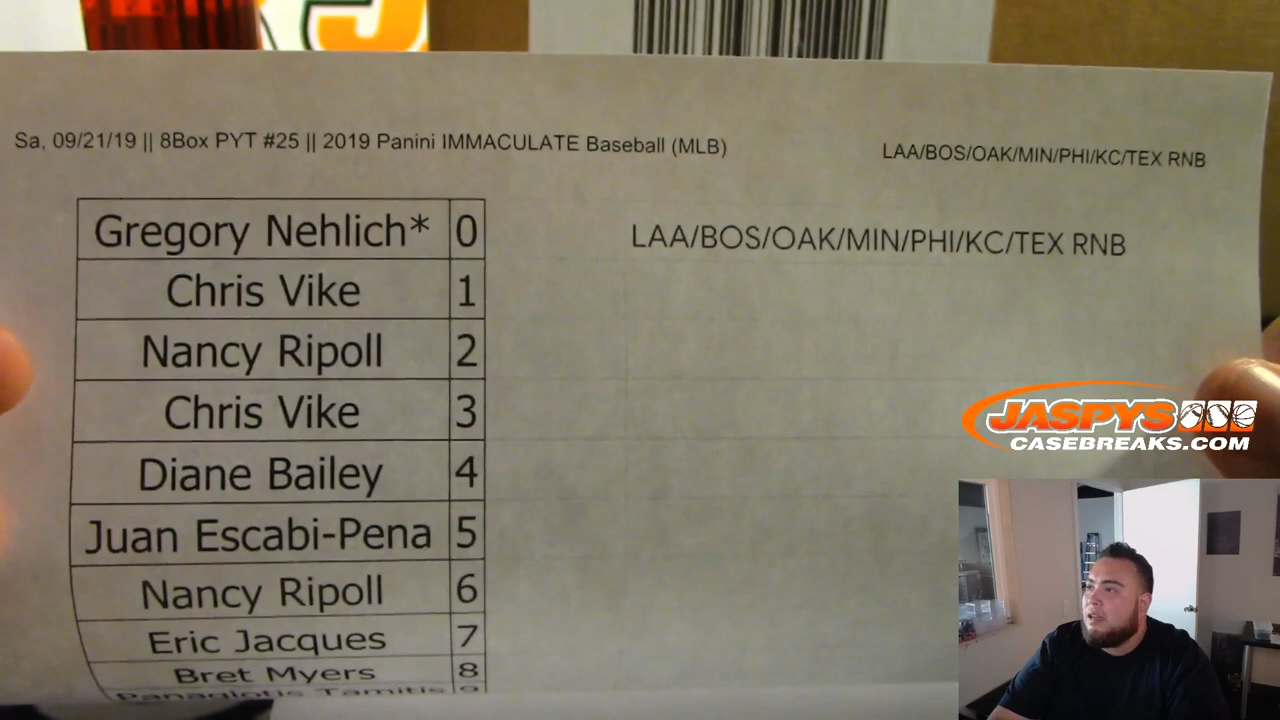 Sa, 09/21/19 || 8Box PYT #25 || 2019 Panini IMMACULATE Baseball (MLB)
LAA/BOS/OAK/MIN/PHI/KC/TEX RNB
LAA/BOS/OAK/MIN/PHI/KC/TEX RNB
Gregory Nehlich* 0
Chris Vike 1
Nancy Ripoll 2
Chris Vike 3
Diane Bailey 4
Juan Escabi-Pena 5
Nancy Ripoll 6
Eric Jacques 7
Bret Myers 8
Panagiotis Tamitis 9
JASPYS
CASEBREAKS.COM